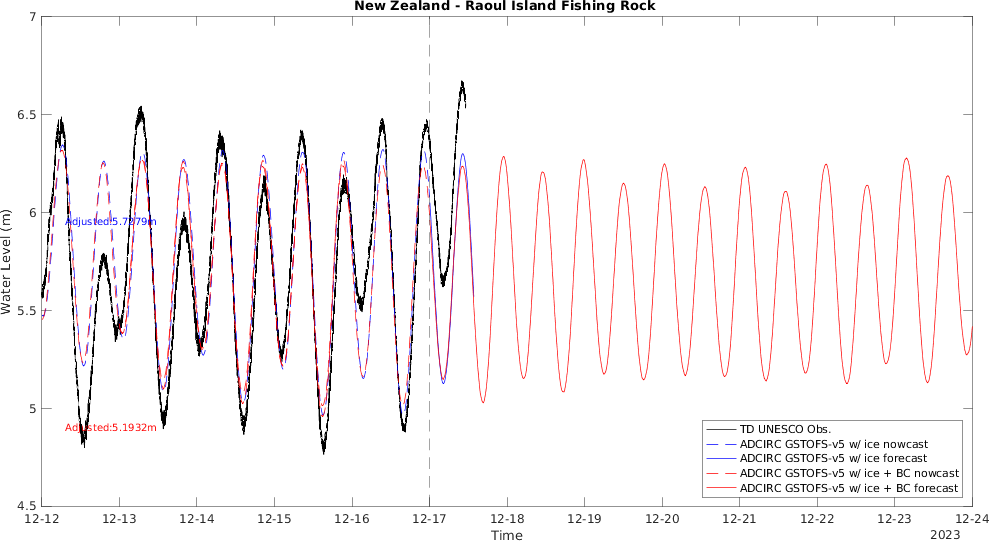 New Zealand - Raoul Island Fishing Rock
Water Level (m)
7
6.5
6
5.5
5
4.5
Adjusted:5.7379m
Adjusted:5.1932m
TD UNESCO Obs.
ADCIRC GSTOFS-v5 w/ ice nowcast
ADCIRC GSTOFS-v5 w/ ice forecast
ADCIRC GSTOFS-v5 w/ ice + BC nowcast
ADCIRC GSTOFS-v5 w/ ice + BC forecast
12-12 12-13 12-14 12-15 12-16 12-17 12-18 12-19 12-20 12-21 12-22 12-23 12-24
Time
2023